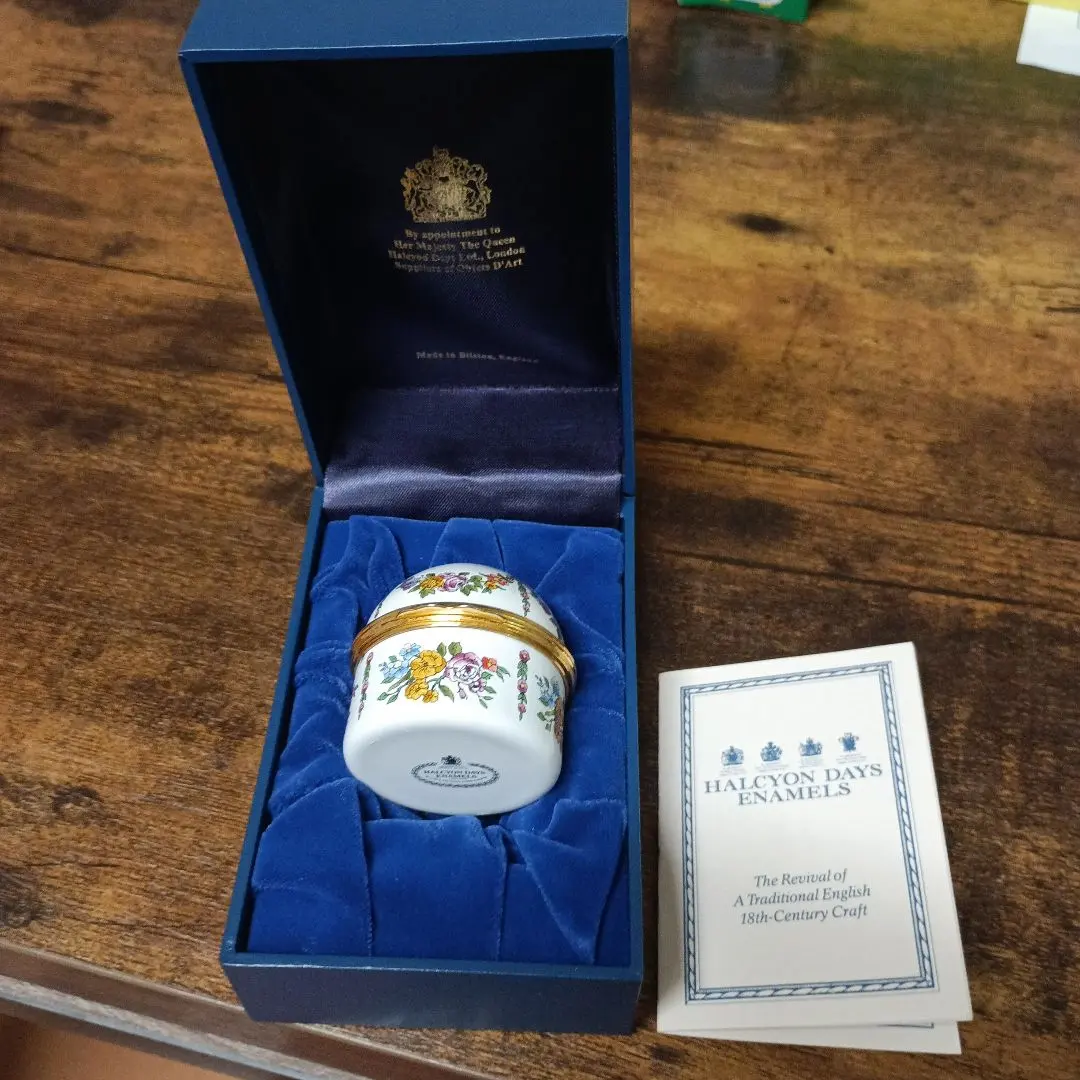 By appointment to
Her Majesty The Queen
Halcyon Days Ltd., London
Suppliers of Objets D'Art
Made in Bilston, England
HALCYON DAYS
ENAMELS
HALCYON DAYS
ENAMELS
The Revival of
A Traditional English
18th-Century Craft